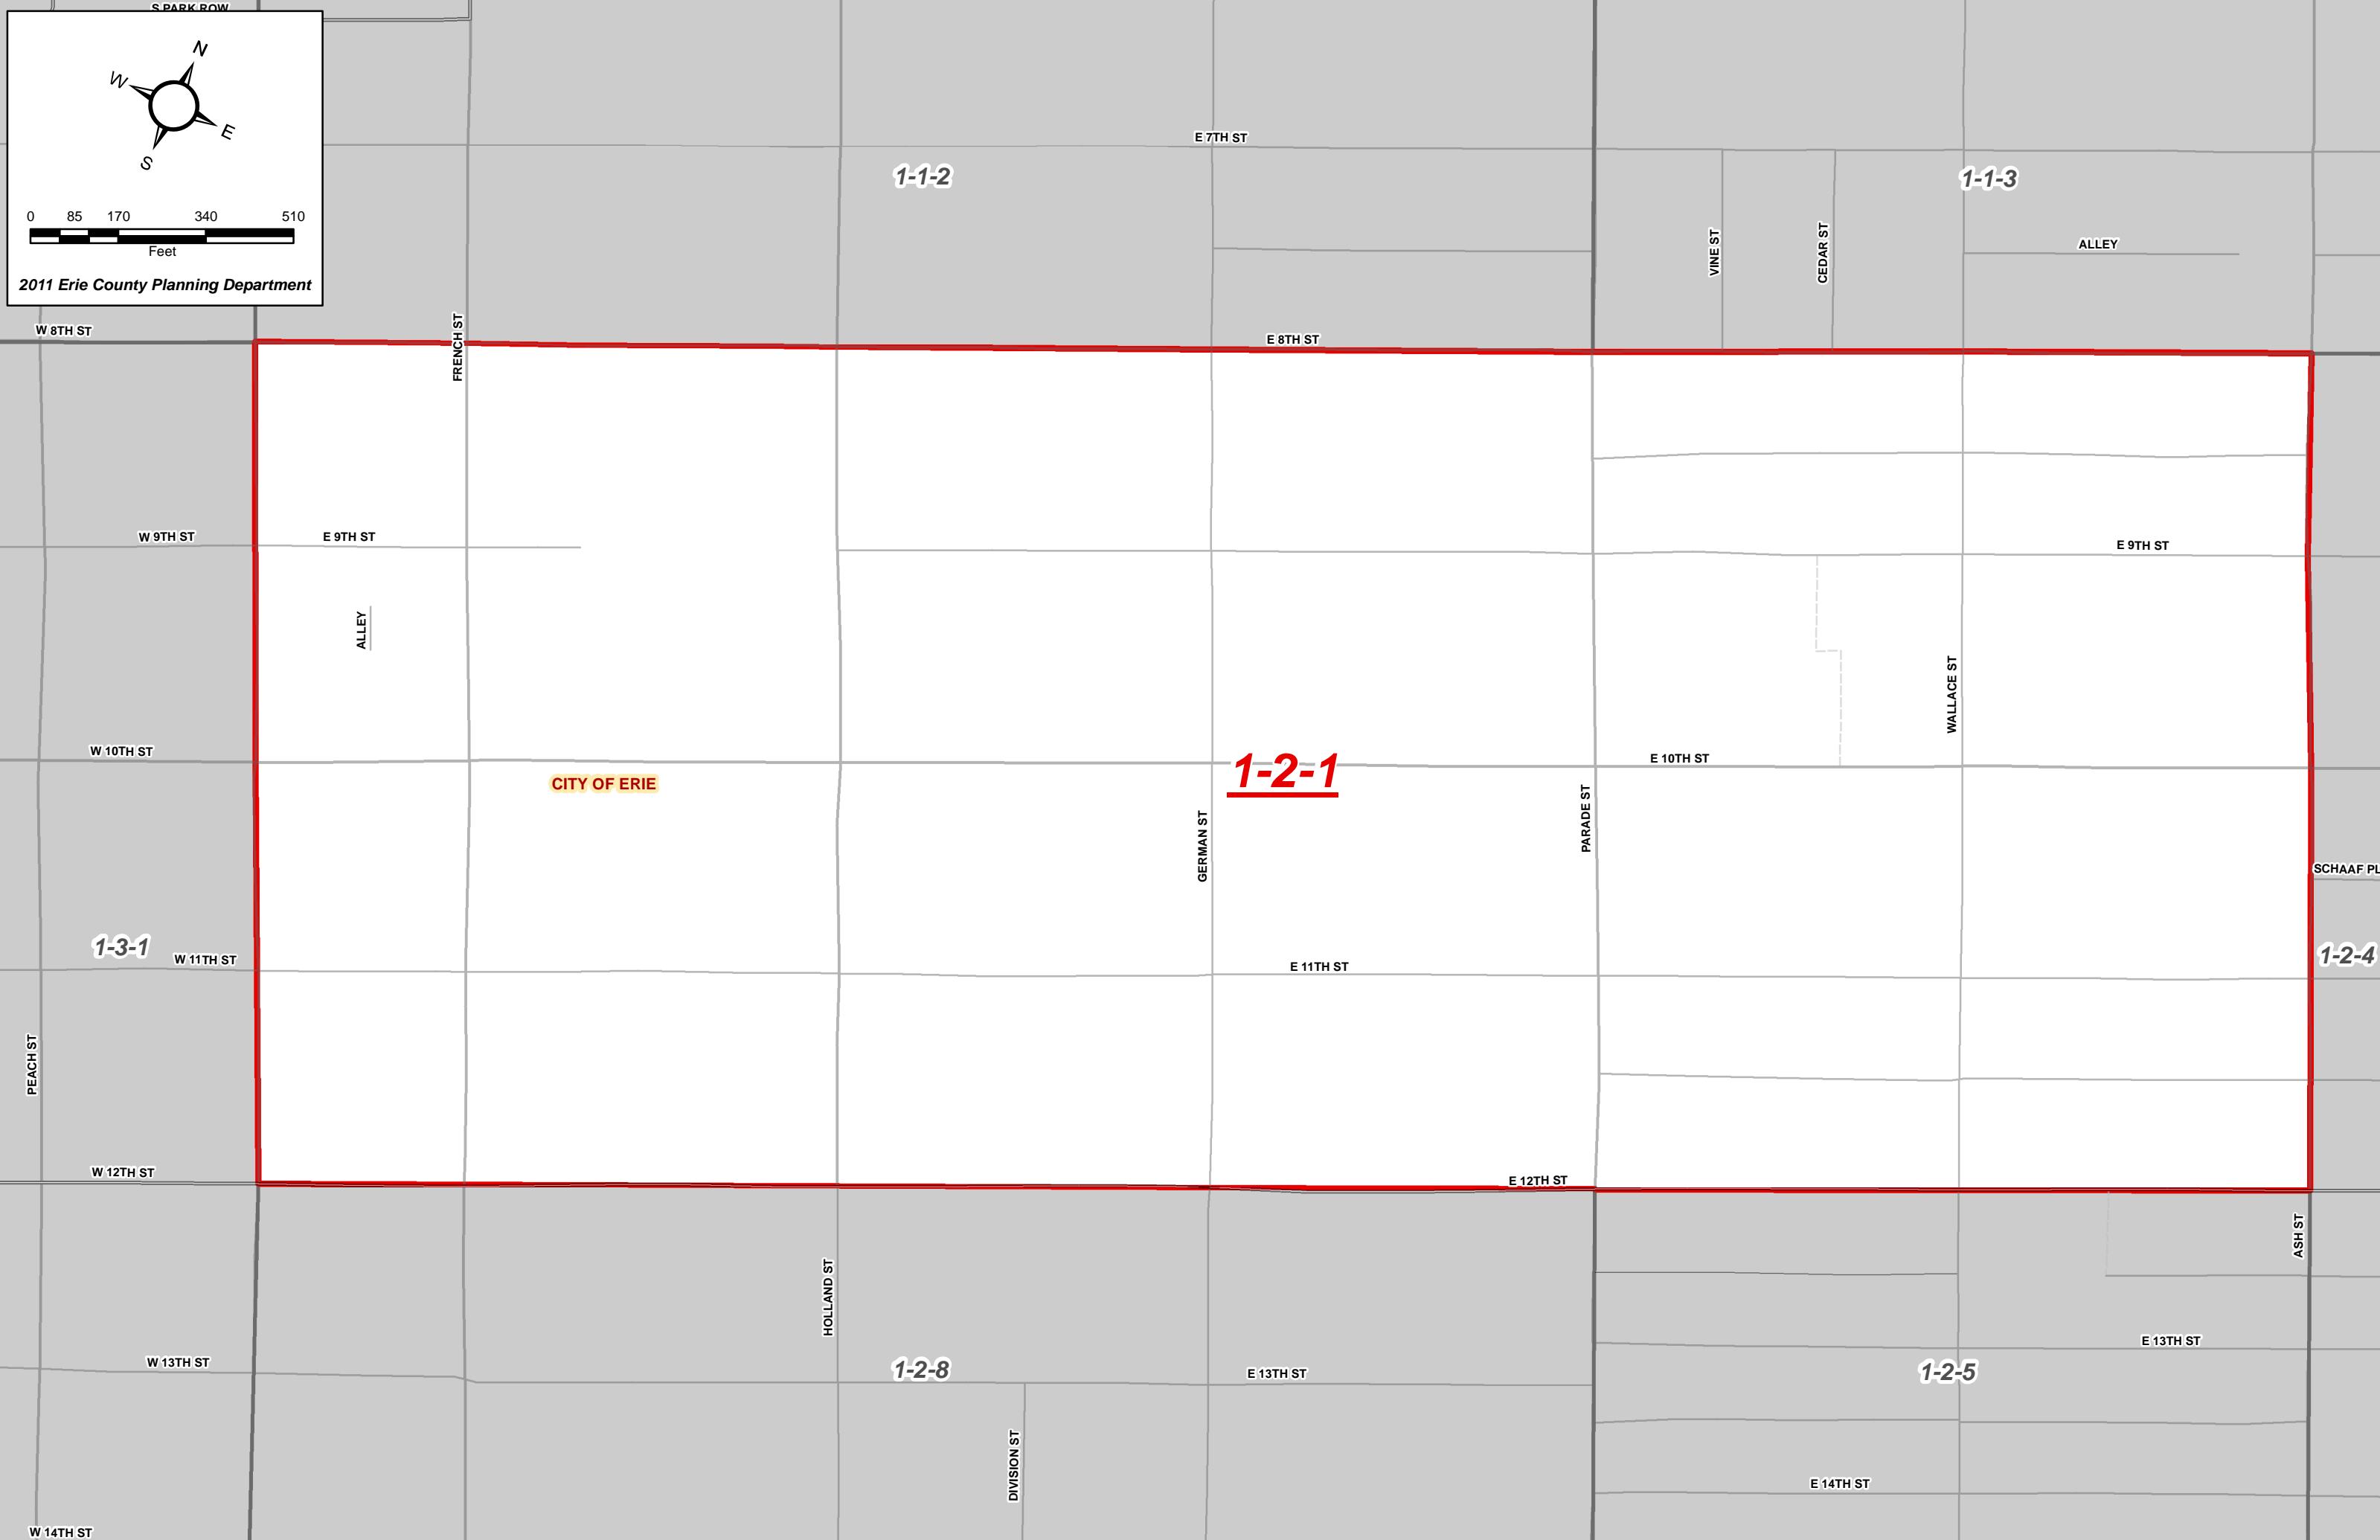 S PARK ROW
N
W
E
S
0 85 170 340 510
Feet
2011 Erie County Planning Department
E 7TH ST
1-1-2
1-1-3
VINE ST
CEDAR ST
ALLEY
W 8TH ST
FRENCH ST
E 8TH ST
W 9TH ST
E 9TH ST
E 9TH ST
ALLEY
WALLACE ST
W 10TH ST
CITY OF ERIE
1-2-1
E 10TH ST
PARADE ST
GERMAN ST
SCHAAF PL
1-3-1
W 11TH ST
E 11TH ST
1-2-4
PEACH ST
W 12TH ST
E 12TH ST
ASH ST
HOLLAND ST
W 13TH ST
1-2-8
E 13TH ST
E 13TH ST
1-2-5
DIVISION ST
E 14TH ST
W 14TH ST